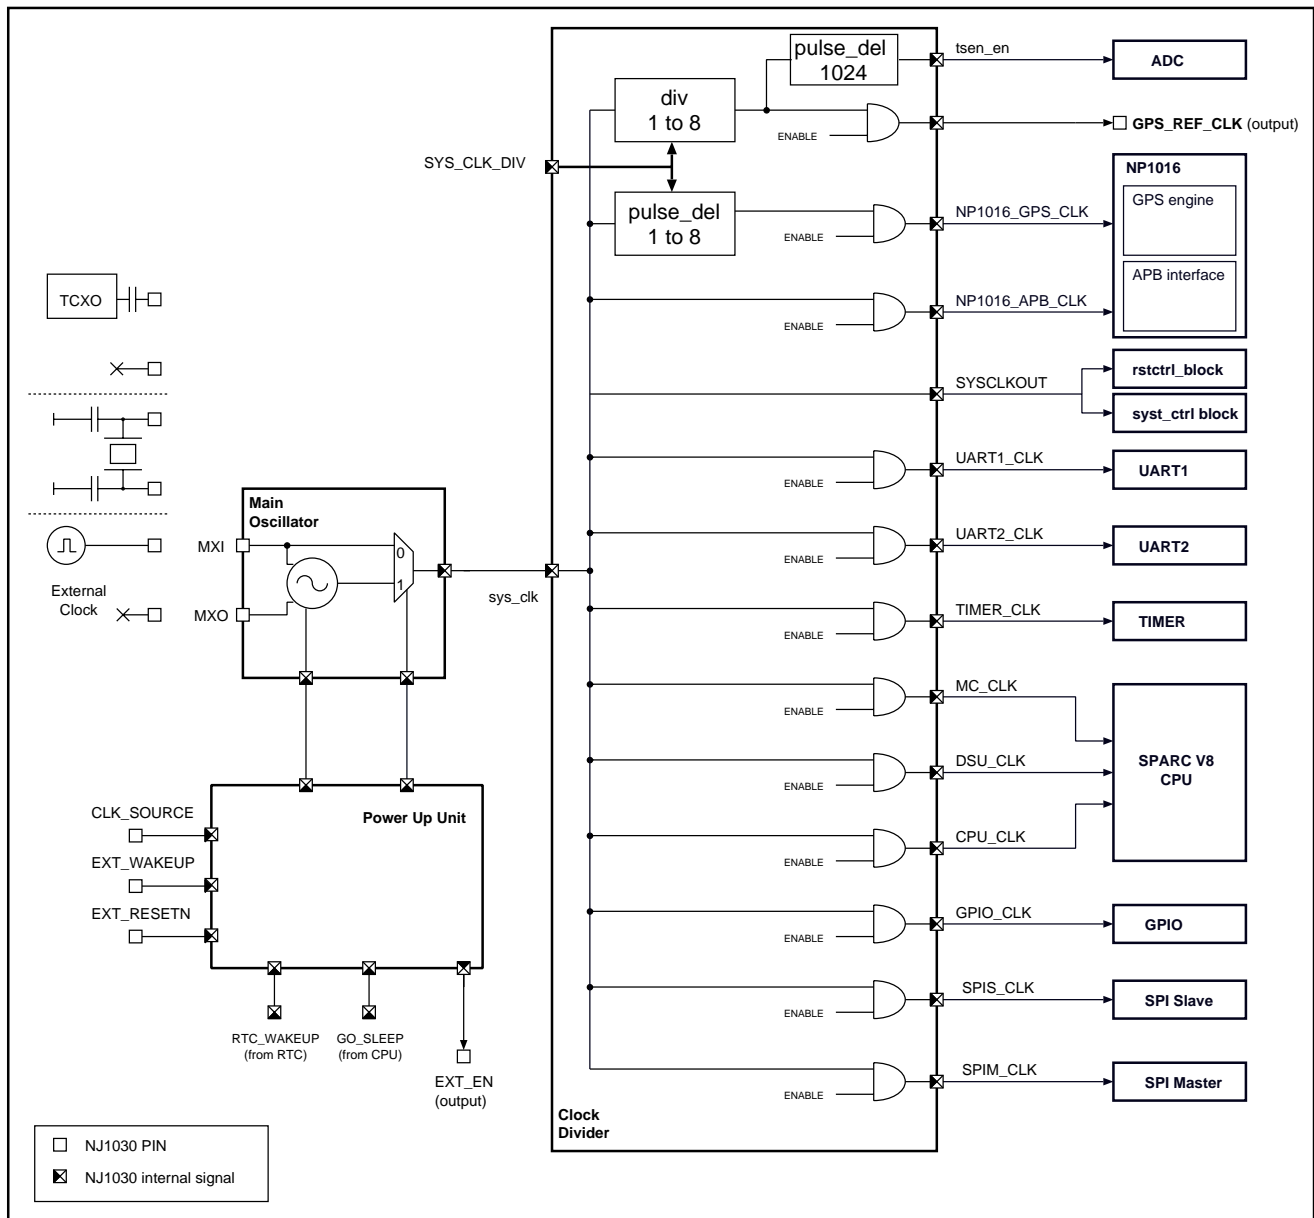 pulse_del
1024
tsen_en
ADC
div
1 to 8
ENABLE
GPS_REF_CLK (output)
SYS_CLK_DIV
NP1016
GPS engine
pulse_del
1 to 8
ENABLE
NP1016_GPS_CLK
APB interface
TCXO
ENABLE
NP1016_APB_CLK
SYSCLKOUT
rstctrl_block
syst_ctrl block
ENABLE
UART1_CLK
UART1
Main
Oscillator
MXI
0
1
MXO
External
Clock
sys_clk
ENABLE
UART2_CLK
UART2
ENABLE
TIMER_CLK
TIMER
ENABLE
MC_CLK
ENABLE
DSU_CLK
SPARC V8
CPU
ENABLE
CPU_CLK
Power Up Unit
CLK_SOURCE
EXT_WAKEUP
EXT_RESETN
ENABLE
GPIO_CLK
GPIO
ENABLE
SPIS_CLK
SPI Slave
RTC_WAKEUP
(from RTC)
GO_SLEEP
(from CPU)
EXT_EN
(output)
ENABLE
SPIM_CLK
SPI Master
Clock
Divider
NJ1030 PIN
NJ1030 internal signal